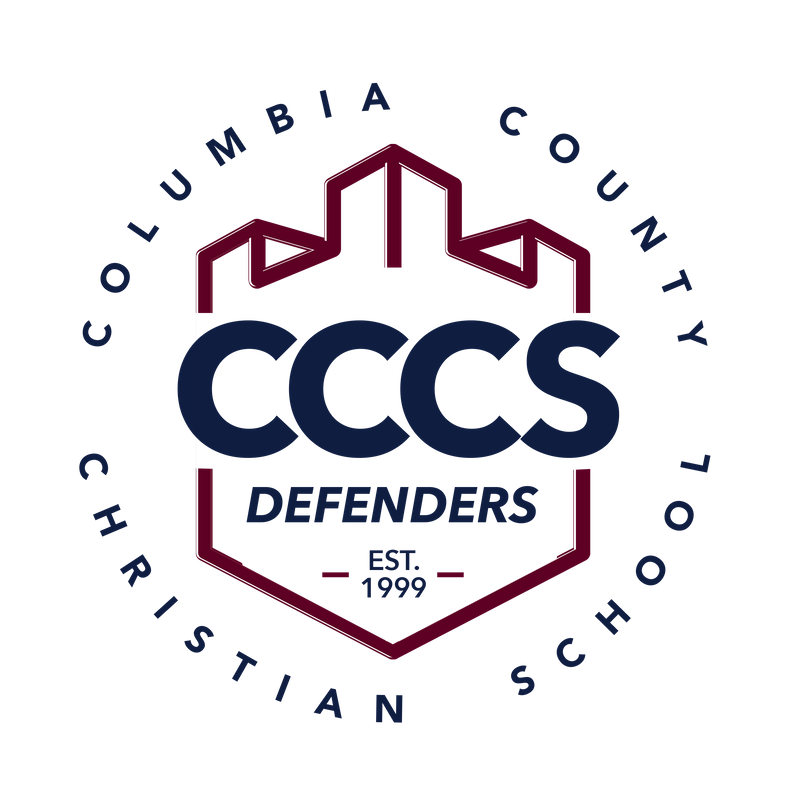 COLUMBIA COUNTY
CCCS
DEFENDERS
EST.
1999
CHRISTIAN SCHOOL